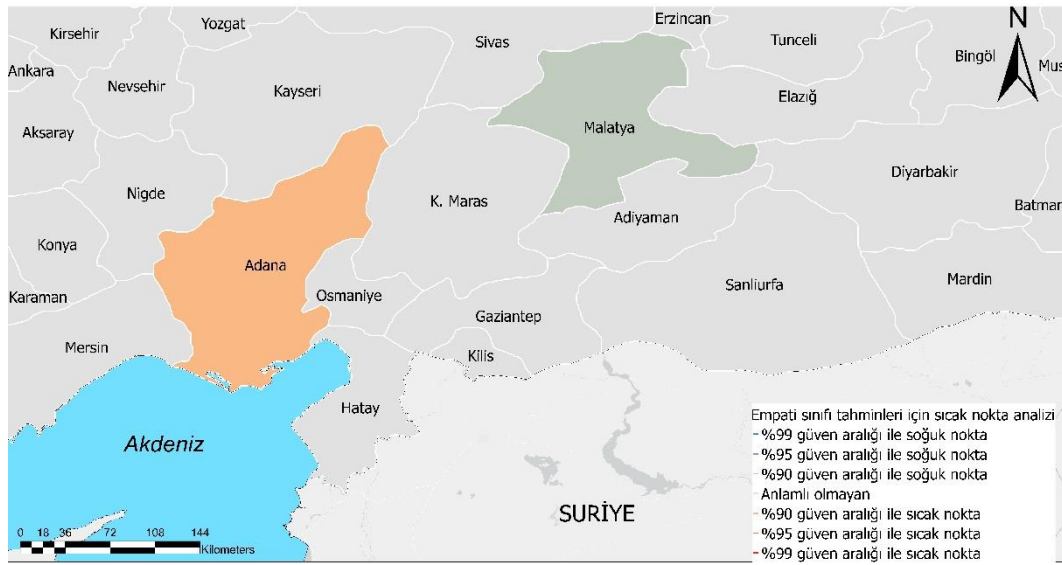 Yozgat
Erzincan
N
Kirsehir
Sivas
Tunceli
Bingöl
Mus
Ankara
Nevsehir
Kayseri
Elazığ
Aksaray
Malatya
Diyarbakir
Nigde
K. Maras
Batman
Adiyaman
Konya
Adana
Sanliurfa
Mardin
Karaman
Osmaniye
Gaziantep
Mersin
Kilis
Hatay
Akdeniz
SURİYE
Empati sınıfı tahminleri için sıcak nokta analizi
%99 güven aralığı ile soğuk nokta
%95 güven aralığı ile soğuk nokta
%90 güven aralığı ile soğuk nokta
Anlamlı olmayan
%90 güven aralığı ile sıcak nokta
%95 güven aralığı ile sıcak nokta
%99 güven aralığı ile sıcak nokta
0 18 36 72 108 144
Kilometers